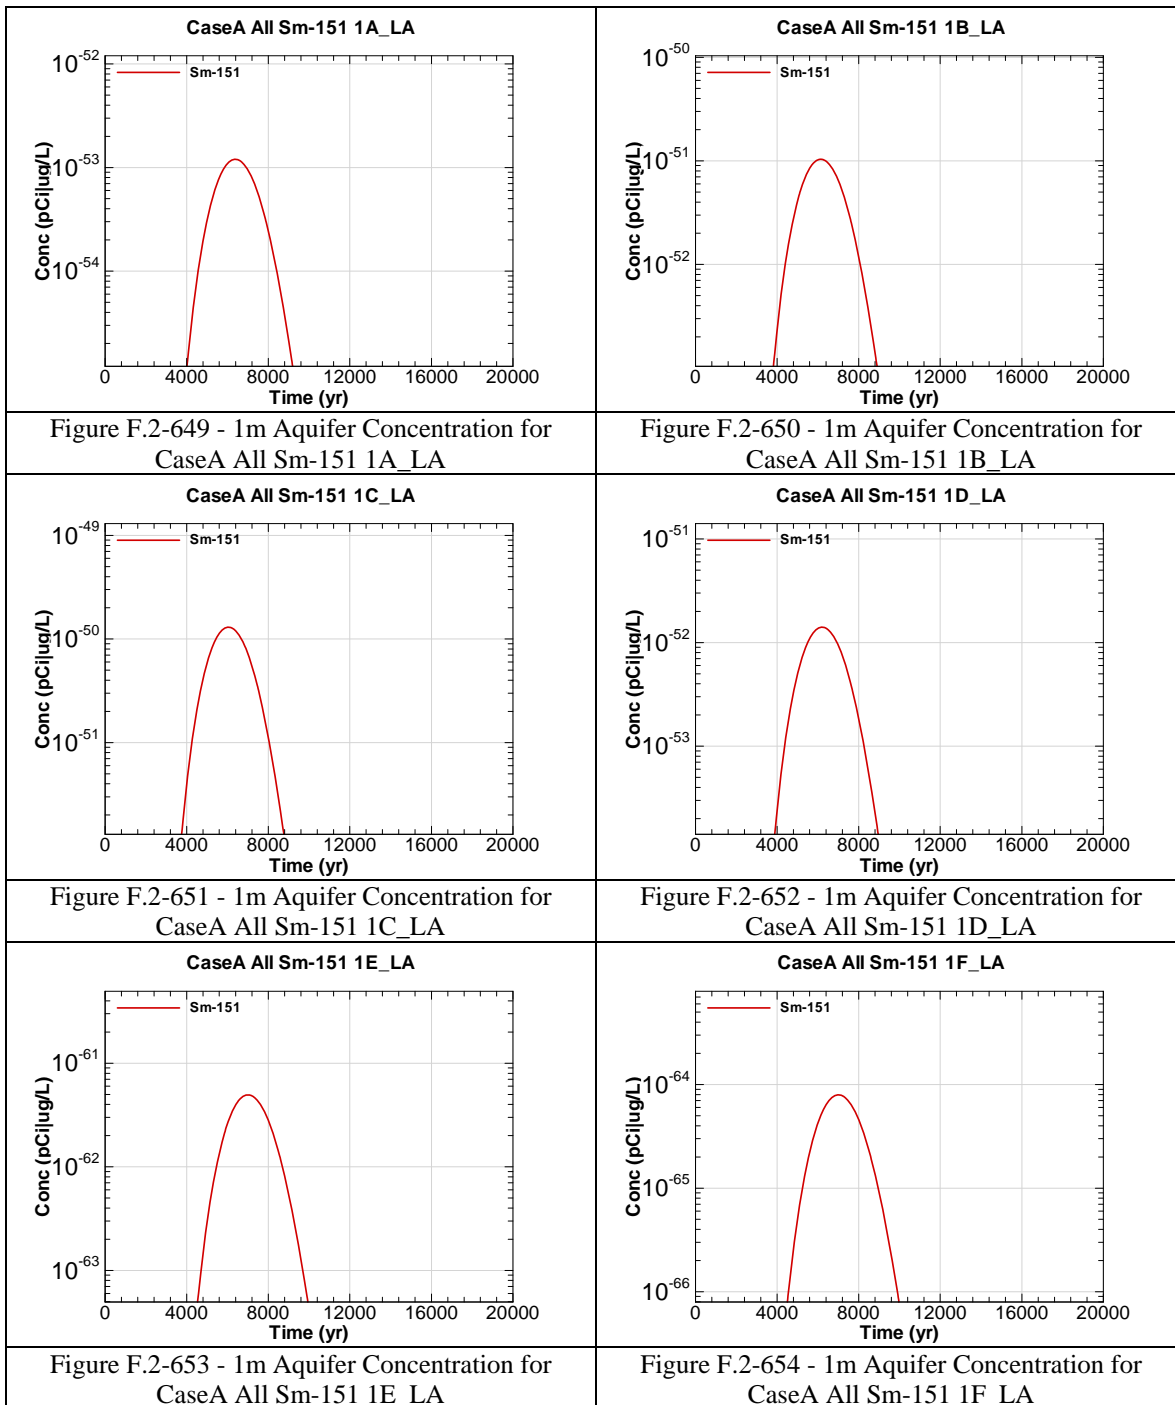 CaseA All Sm-151 1A_LA
Sm-151
Conc (pCi|ug/L)
10-52
10-53
10-54
0 4000 8000 12000 16000 20000
Time (yr)
Figure F.2-649 - 1m Aquifer Concentration for
CaseA All Sm-151 1A_LA
CaseA All Sm-151 1B_LA
Sm-151
Conc (pCi|ug/L)
10-50
10-51
10-52
0 4000 8000 12000 16000 20000
Time (yr)
Figure F.2-650 - 1m Aquifer Concentration for
CaseA All Sm-151 1B_LA
CaseA All Sm-151 1C_LA
Sm-151
Conc (pCi|ug/L)
10-49
10-50
10-51
0 4000 8000 12000 16000 20000
Time (yr)
Figure F.2-651 - 1m Aquifer Concentration for
CaseA All Sm-151 1C_LA
CaseA All Sm-151 1D_LA
Sm-151
Conc (pCi|ug/L)
10-51
10-52
10-53
0 4000 8000 12000 16000 20000
Time (yr)
Figure F.2-652 - 1m Aquifer Concentration for
CaseA All Sm-151 1D_LA
CaseA All Sm-151 1E_LA
Sm-151
Conc (pCi|ug/L)
10-61
10-62
10-63
0 4000 8000 12000 16000 20000
Time (yr)
Figure F.2-653 - 1m Aquifer Concentration for
CaseA All Sm-151 1E_LA
CaseA All Sm-151 1F_LA
Sm-151
Conc (pCi|ug/L)
10-64
10-65
10-66
0 4000 8000 12000 16000 20000
Time (yr)
Figure F.2-654 - 1m Aquifer Concentration for
CaseA All Sm-151 1F_LA